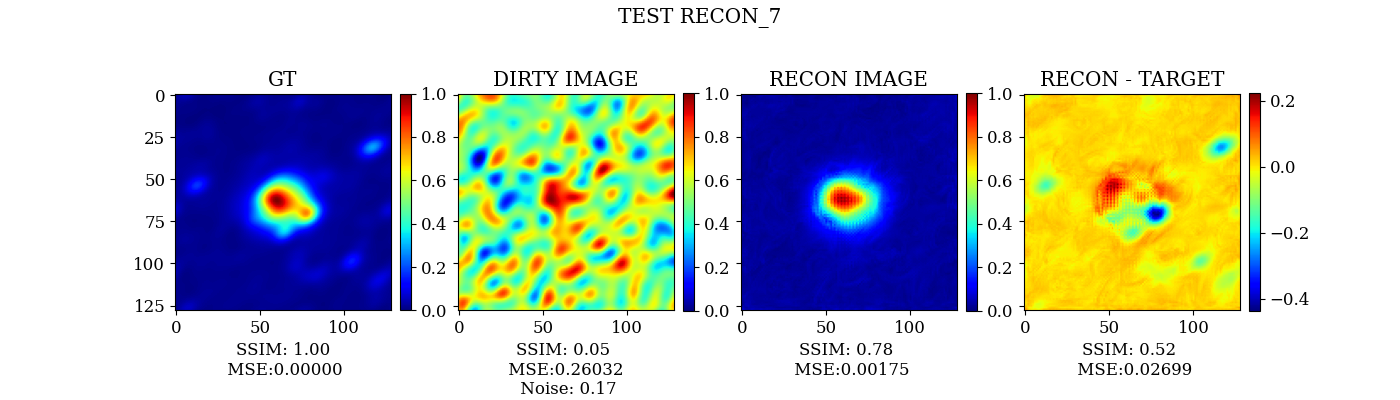 TEST RECON_7
GT
DIRTY IMAGE
RECON IMAGE
RECON - TARGET
0
25
50
75
100
125
0 50 100
1.0
0.8
0.6
0.4
0.2
0.0
0 50 100
1.0
0.8
0.6
0.4
0.2
0.0
0 50 100
1.0
0.8
0.6
0.4
0.2
0.0
0 50 100
0.2
0.0
−0.2
−0.4
SSIM: 1.00
MSE:0.00000
SSIM: 0.05
MSE:0.26032
Noise: 0.17
SSIM: 0.78
MSE:0.00175
SSIM: 0.52
MSE:0.02699